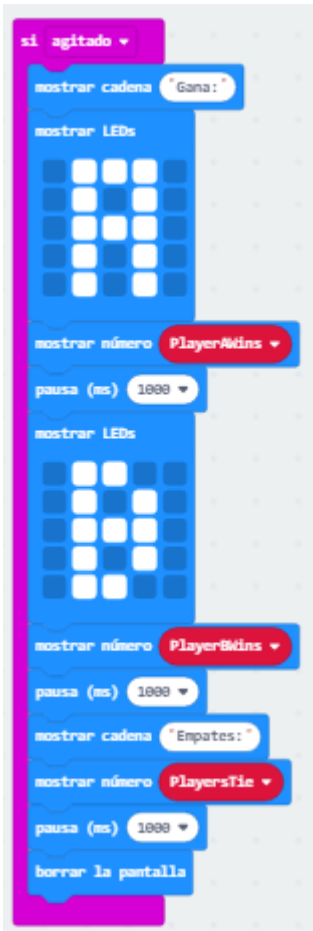 si agitado
mostrar cadena "Gana:"
mostrar LEDs
mostrar número PlayerAWins
pausa (ms) 1000
mostrar LEDs
mostrar número PlayerBWins
pausa (ms) 1000
mostrar cadena "Empates:"
mostrar número PlayersTie
pausa (ms) 1000
borrar la pantalla